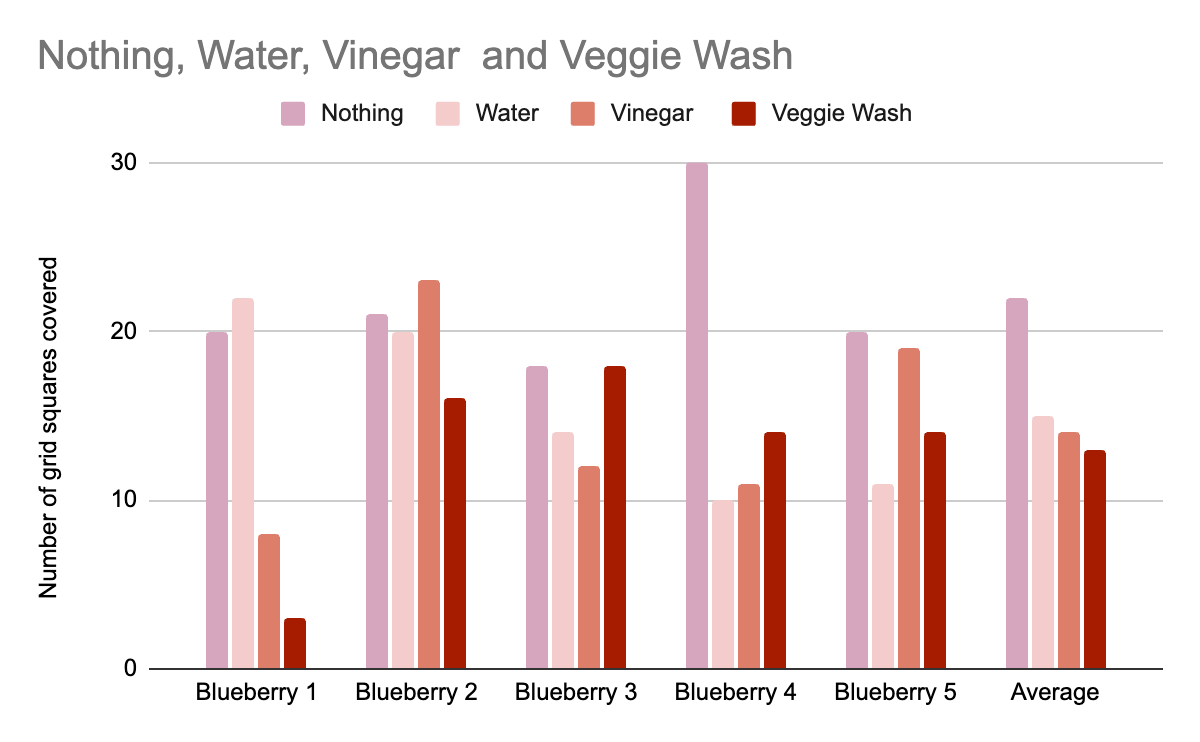 Nothing, Water, Vinegar  and Veggie Wash
Nothing Water Vinegar Veggie Wash
30
20
10
0
Number of grid squares covered
Blueberry 1 Blueberry 2 Blueberry 3 Blueberry 4 Blueberry 5 Average